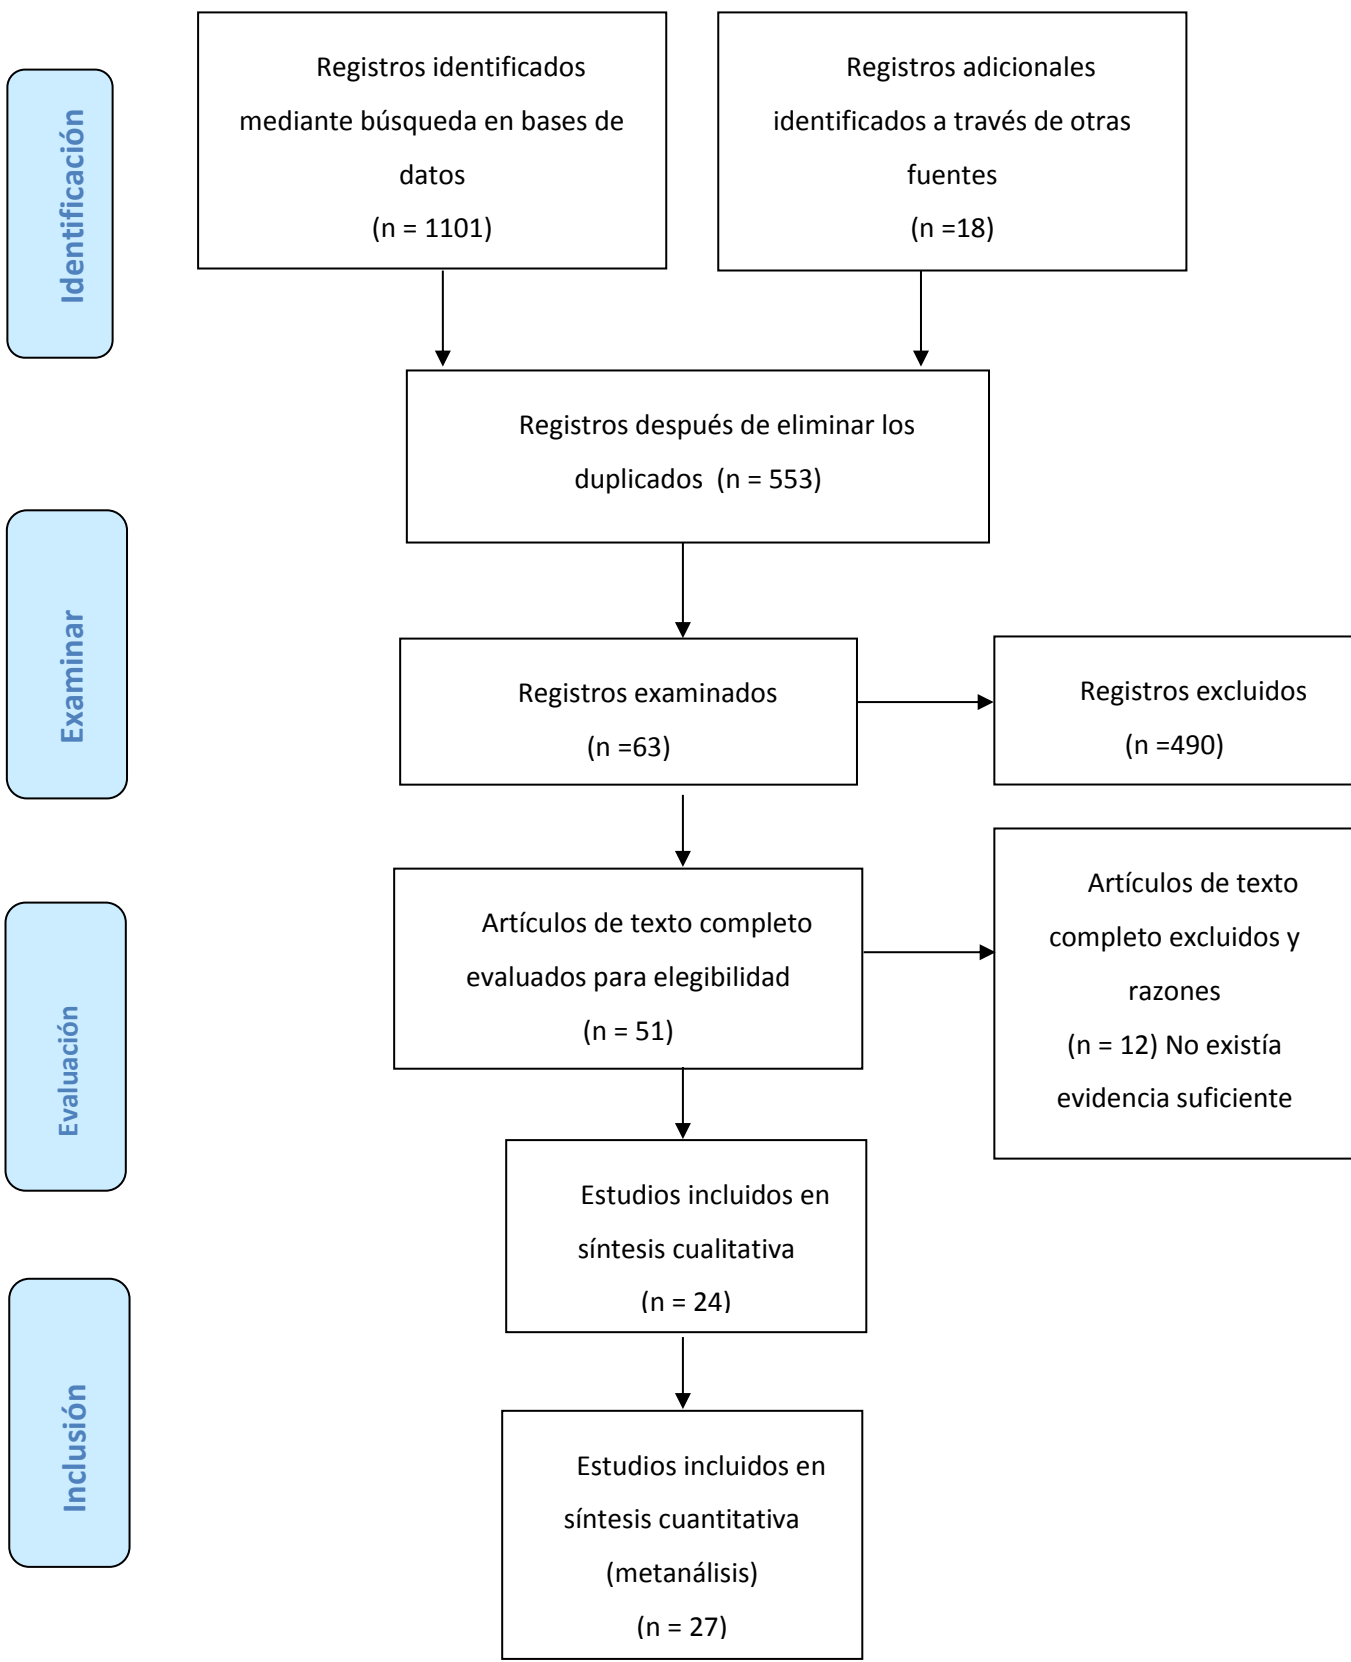 Identificación
Registros identificados
mediante búsqueda en bases de
datos
(n = 1101)
Registros adicionales
identificados a través de otras
fuentes
(n =18)
Registros después de eliminar los
duplicados (n = 553)
Examinar
Registros examinados
(n =63)
Registros excluidos
(n =490)
Evaluación
Artículos de texto completo
evaluados para elegibilidad
(n = 51)
Artículos de texto
completo excluidos y
razones
(n = 12) No existía
evidencia suficiente
Inclusión
Estudios incluidos en
síntesis cualitativa
(n = 24)
Estudios incluidos en
síntesis cuantitativa
(metanálisis)
(n = 27)